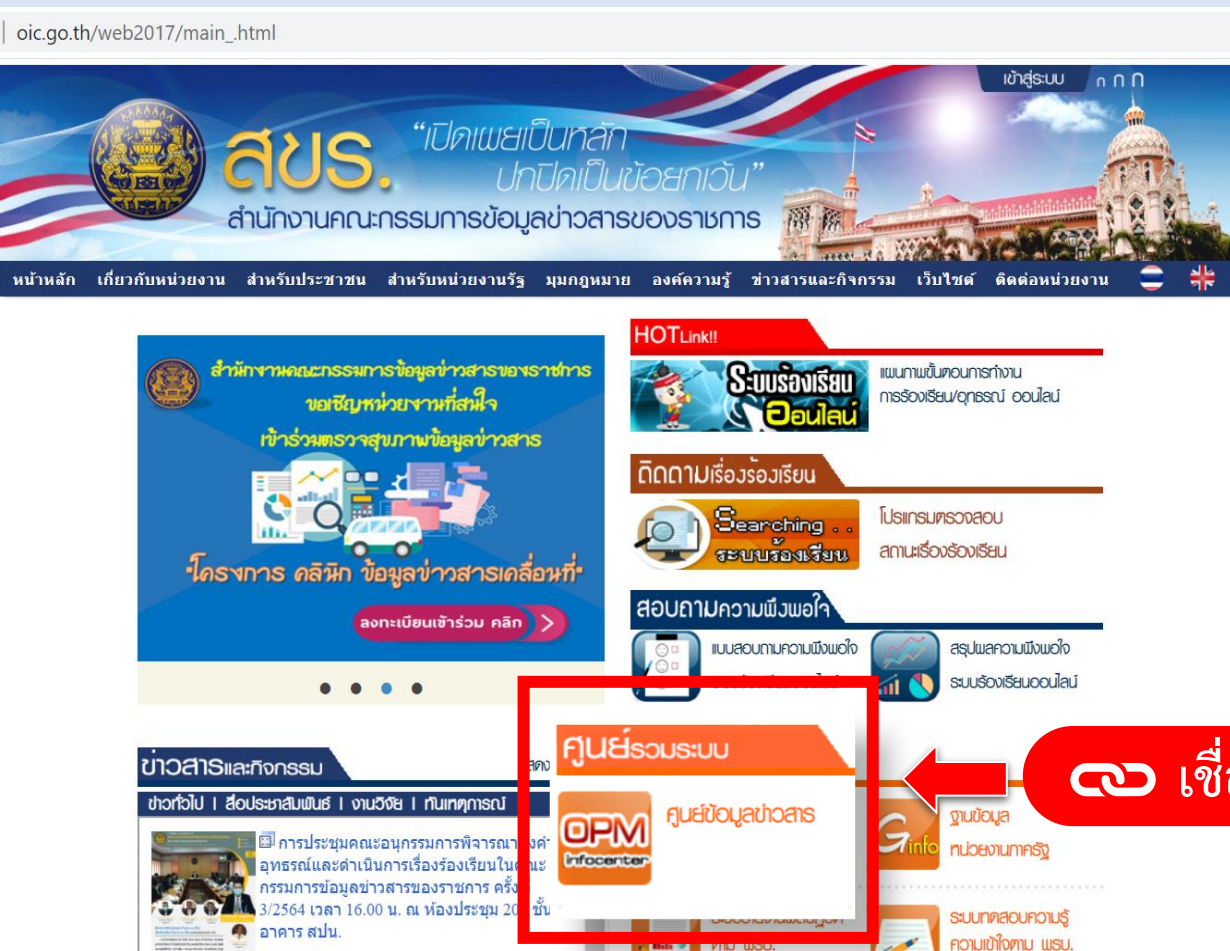 oic.go.th/web2017/main_.html
เข้าสู่ระบบ ก ก ก
สขร.
“เปิดเผยเป็นหลัก
ปกปิดเป็นข้อยกเว้น”
สำนักงานคณะกรรมการข้อมูลข่าวสารของราชการ
หน้าหลัก เกี่ยวกับหน่วยงาน สำหรับประชาชน สำหรับหน่วยงานรัฐ มุมกฎหมาย องค์ความรู้ ข่าวสารและกิจกรรม เว็บไซต์ ติดต่อหน่วยงาน
สำนักงานคณะกรรมการข้อมูลข่าวสารของราชการ
ขอเชิญหน่วยงานที่สนใจ
เข้าร่วมตรวจสุขภาพข้อมูลข่าวสาร
"โครงการ คลินิก ข้อมูลข่าวสารเคลื่อนที่"
ลงทะเบียนเข้าร่วม คลิก
HOTLink!!
ระบบร้องเรียน
ออนไลน์
แผนภาพขั้นตอนการทำงาน
การร้องเรียน/อุทธรณ์ ออนไลน์
ติดตามเรื่องร้องเรียน
Searching . .
ระบบร้องเรียน
โปรแกรมตรวจสอบ
สถานะเรื่องร้องเรียน
สอบถามความพึงพอใจ
แบบสอบถามความพึงพอใจ
สรุปผลความพึงพอใจ
ระบบร้องเรียนออนไลน์
ศูนย์รวมระบบ
OPM
infocenter
ศูนย์ข้อมูลข่าวสาร
เชื่อ
Ginfo
ฐานข้อมูล
หน่วยงานภาครัฐ
ตาม พรบ.
ระบบทดสอบความรู้
ความเข้าใจตาม พรบ.
ข่าวสารและกิจกรรม
ข่าวทั่วไป | สื่อประชาสัมพันธ์ | งานวิจัย | ทันเหตุการณ์
การประชุมคณะอนุกรรมการพิจารณา
อุทธรณ์และดำเนินการเรื่องร้องเรียนในคณะ
กรรมการข้อมูลข่าวสารของราชการ ครั้ง
3/2564 เวลา 16.00 น. ณ ห้องประชุม ชั้น
อาคาร สปน.